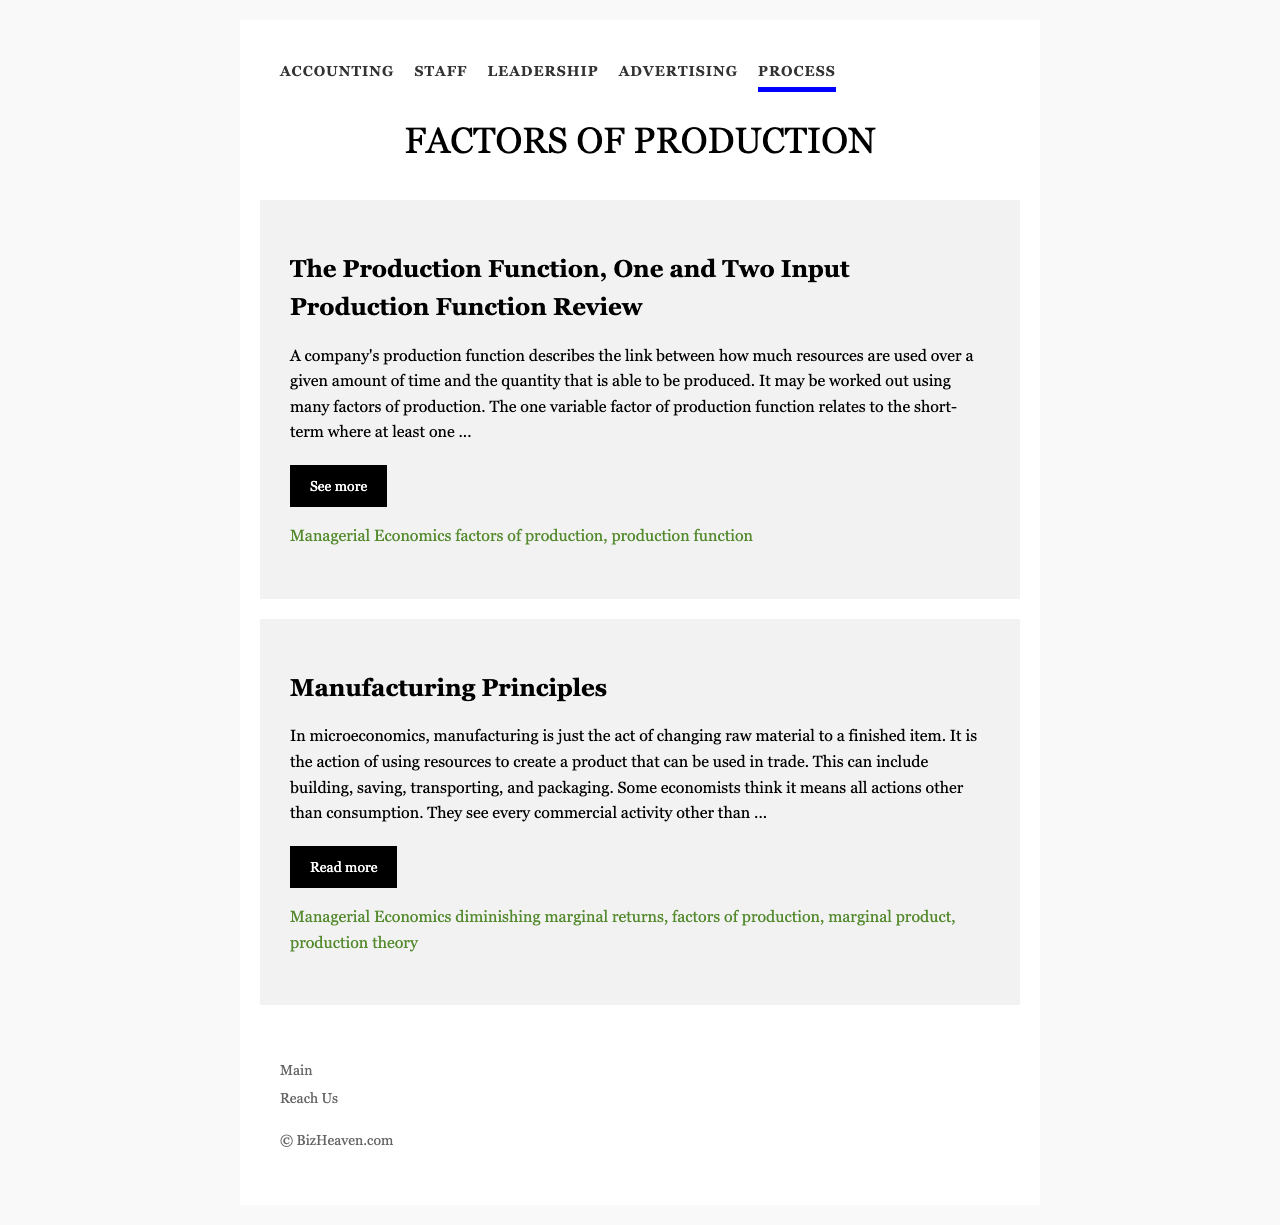 ACCOUNTING STAFF LEADERSHIP ADVERTISING PROCESS
FACTORS OF PRODUCTION
The Production Function, One and Two Input
Production Function Review
A company's production function describes the link between how much resources are used over a
given amount of time and the quantity that is able to be produced. It may be worked out using
many factors of production. The one variable factor of production function relates to the short-
term where at least one ...
See more
Managerial Economics factors of production, production function
Manufacturing Principles
In microeconomics, manufacturing is just the act of changing raw material to a finished item. It is
the action of using resources to create a product that can be used in trade. This can include
building, saving, transporting, and packaging. Some economists think it means all actions other
than consumption. They see every commercial activity other than ...
Read more
Managerial Economics diminishing marginal returns, factors of production, marginal product,
production theory
Main
Reach Us
© BizHeaven.com